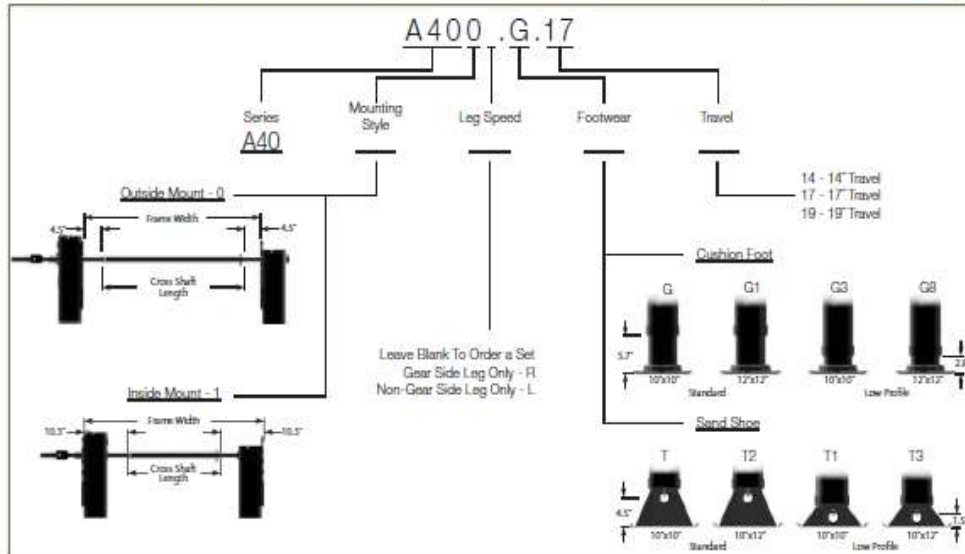 A400 .G.17
Series
Mounting Style
Leg Speed
Footwear
Travel
A40
14 - 14" Travel
17 - 17" Travel
19 - 19" Travel
Outside Mount - 0
Frame Width
4.5"
4.5"
Cross Shaft
Length
Inside Mount - 1
Frame Width
10.5"
10.5"
Cross Shaft
Length
Leave Blank To Order a Set
Gear Side Leg Only - R
Non-Gear Side Leg Only - L
Cushion Foot
G G1 G3 G8
5.7"
10"x10" 12"x12" 10"x10" 12"x12"
Standard Low Profile
Sand Shoe
T T2 T1 T3
4.5"
10"x10" 10"x12" 10"x10" 10"x12"
Standard Low Profile